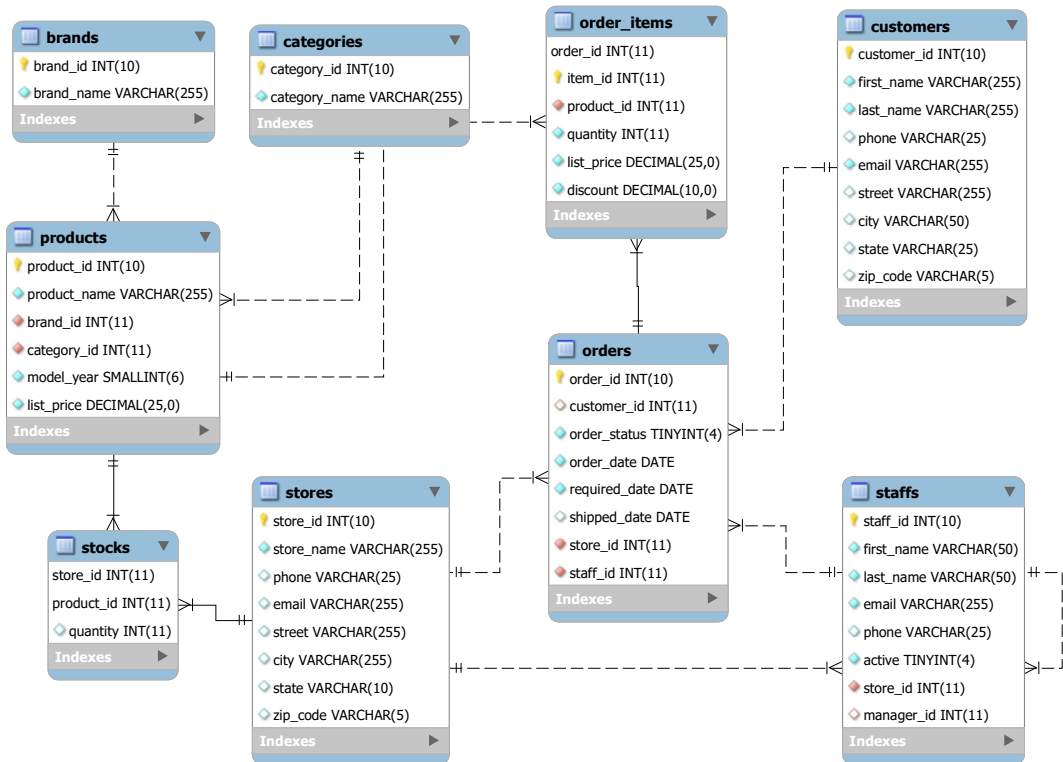 brands
brand_id INT(10)
brand_name VARCHAR(255)
Indexes
categories
category_id INT(10)
category_name VARCHAR(255)
Indexes
order_items
order_id INT(11)
item_id INT(11)
product_id INT(11)
quantity INT(11)
list_price DECIMAL(25,0)
discount DECIMAL(10,0)
Indexes
customers
customer_id INT(10)
first_name VARCHAR(255)
last_name VARCHAR(255)
phone VARCHAR(25)
email VARCHAR(255)
street VARCHAR(255)
city VARCHAR(50)
state VARCHAR(25)
zip_code VARCHAR(5)
Indexes
products
product_id INT(10)
product_name VARCHAR(255)
brand_id INT(11)
category_id INT(11)
model_year SMALLINT(6)
list_price DECIMAL(25,0)
Indexes
orders
order_id INT(10)
customer_id INT(11)
order_status TINYINT(4)
order_date DATE
required_date DATE
shipped_date DATE
store_id INT(11)
staff_id INT(11)
Indexes
stocks
store_id INT(11)
product_id INT(11)
quantity INT(11)
Indexes
stores
store_id INT(10)
store_name VARCHAR(255)
phone VARCHAR(25)
email VARCHAR(255)
street VARCHAR(255)
city VARCHAR(255)
state VARCHAR(10)
zip_code VARCHAR(5)
Indexes
staffs
staff_id INT(10)
first_name VARCHAR(50)
last_name VARCHAR(50)
email VARCHAR(255)
phone VARCHAR(25)
active TINYINT(4)
store_id INT(11)
manager_id INT(11)
Indexes